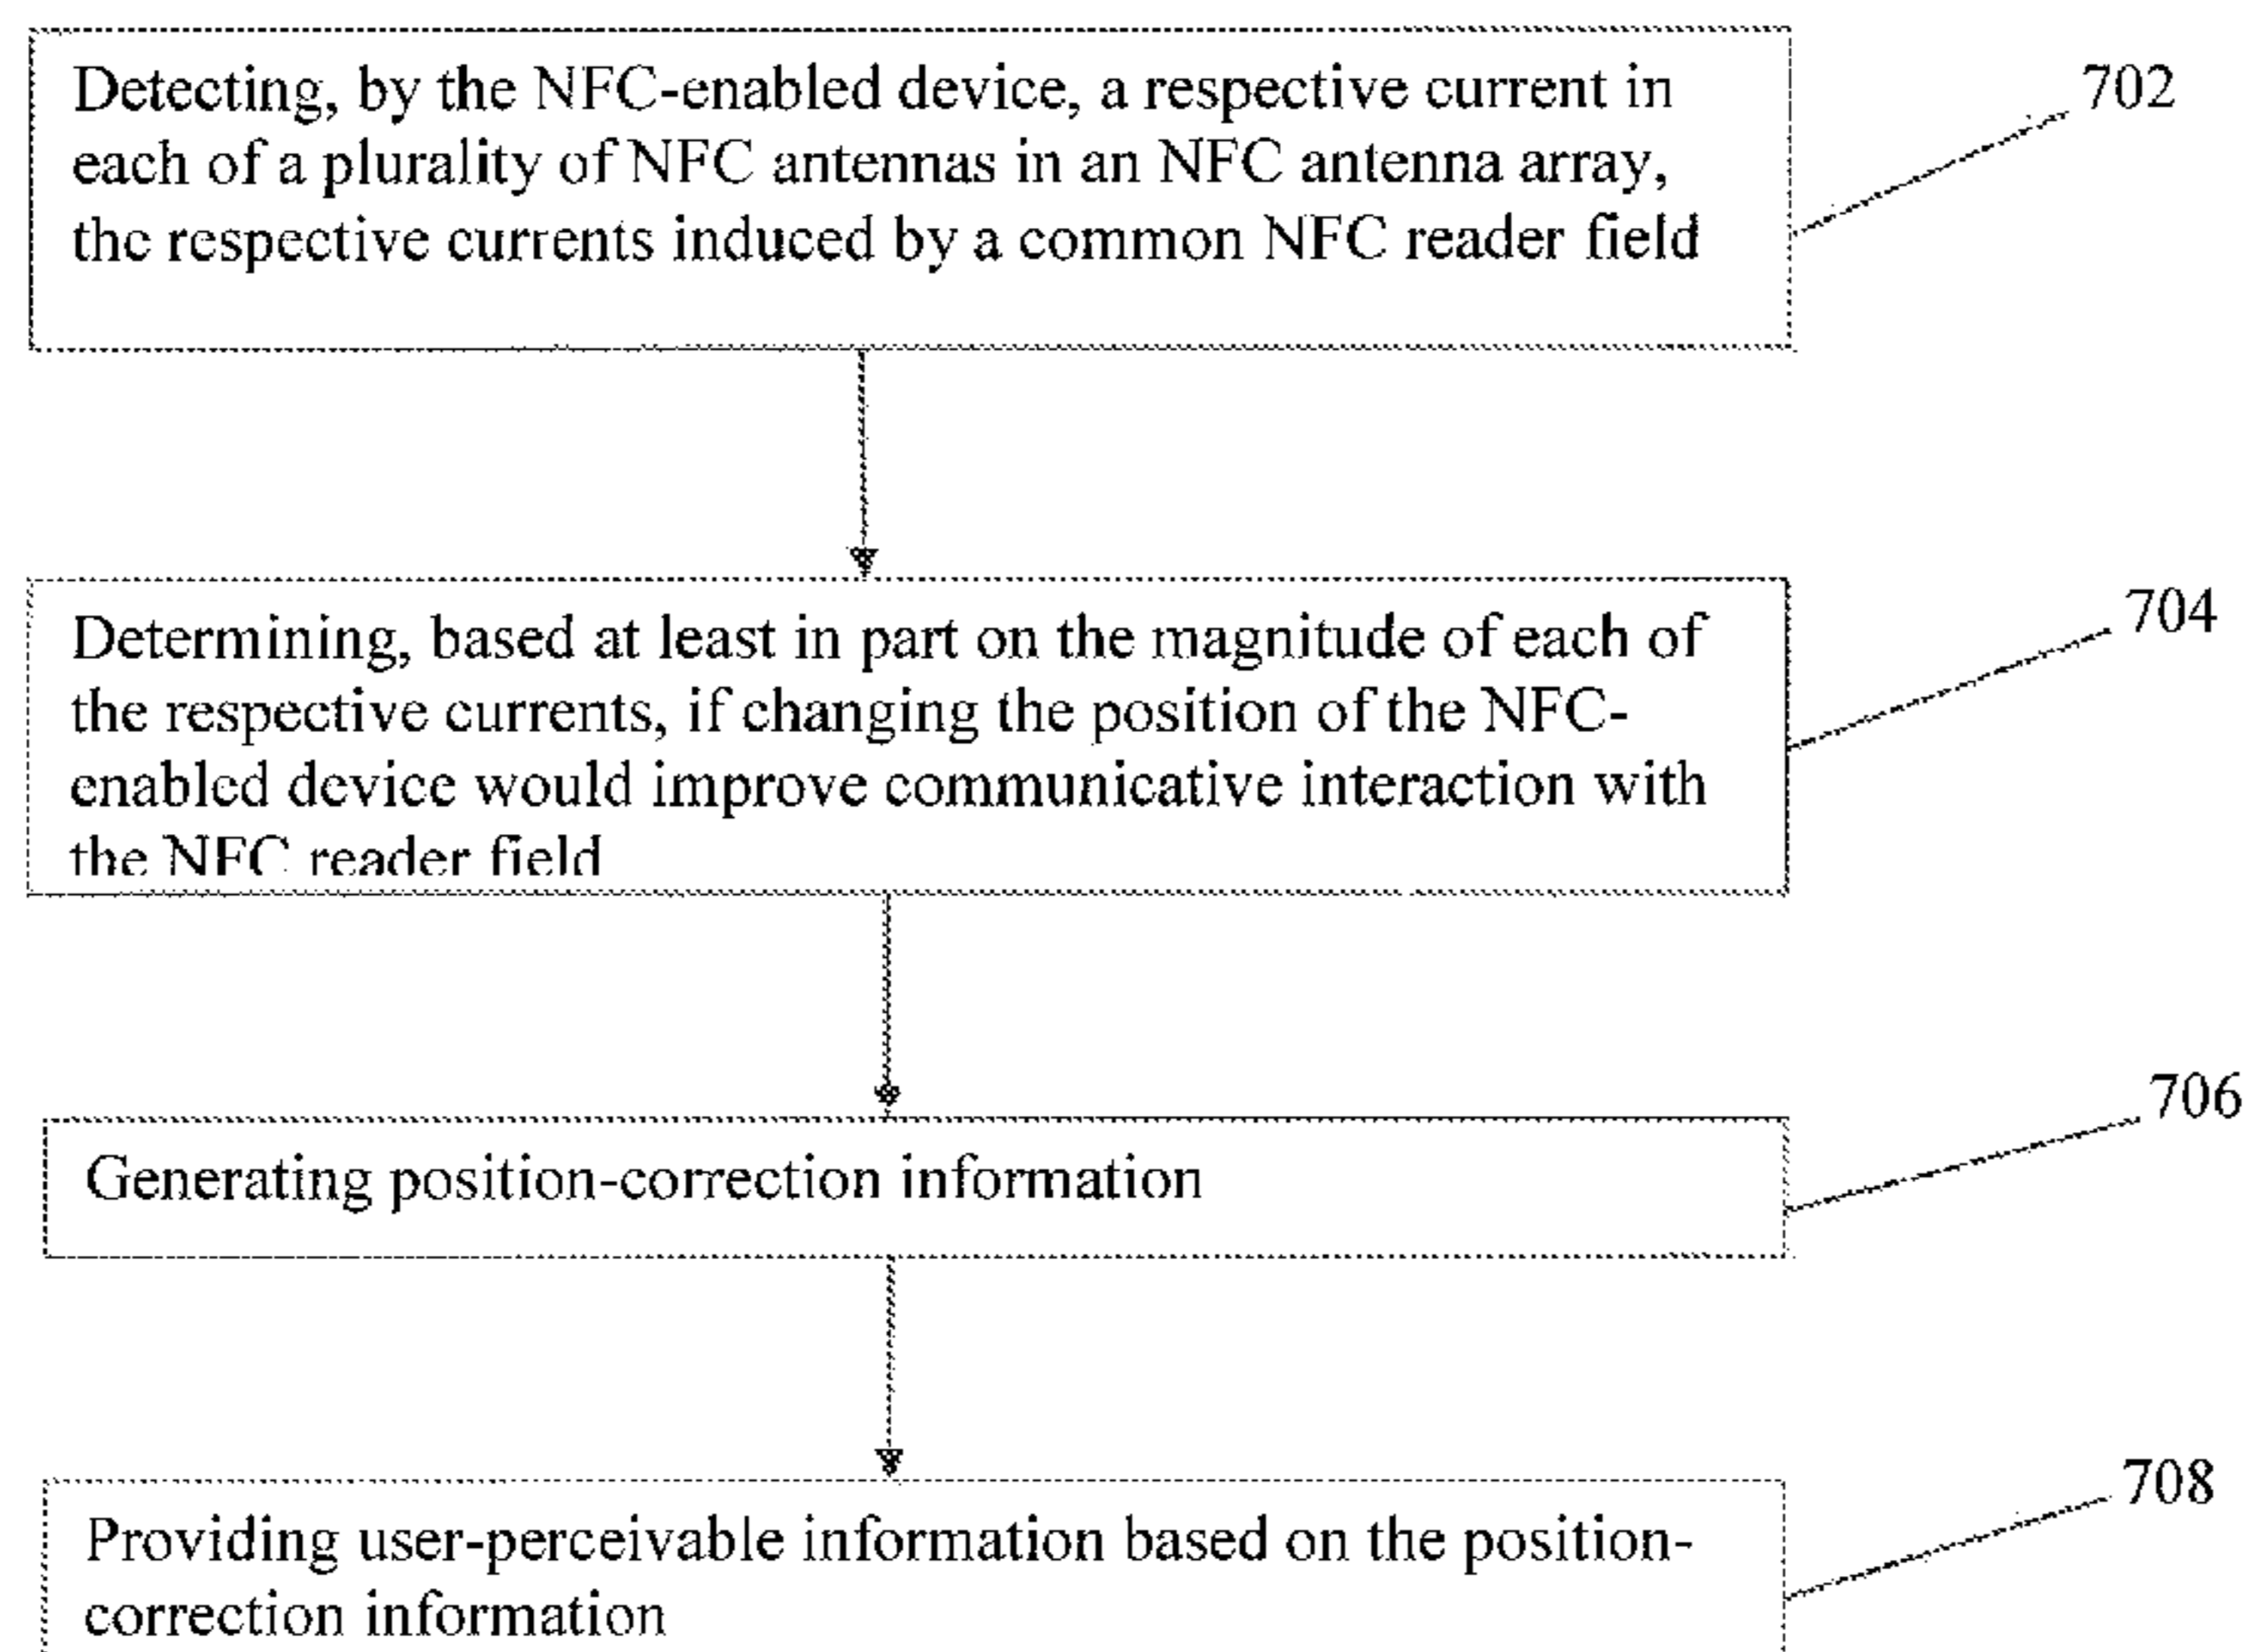 Detecting, by the NFC-enabled device, a respective current in
each of a plurality of NFC antennas in an NFC antenna array,
the respective currents induced by a common NFC reader field
702
Determining, based at least in part on the magnitude of each of
the respective currents, if changing the position of the NFC-
enabled device would improve communicative interaction with
the NFC reader field
704
Generating position-correction information
706
Providing user-perceivable information based on the position-
correction information
708